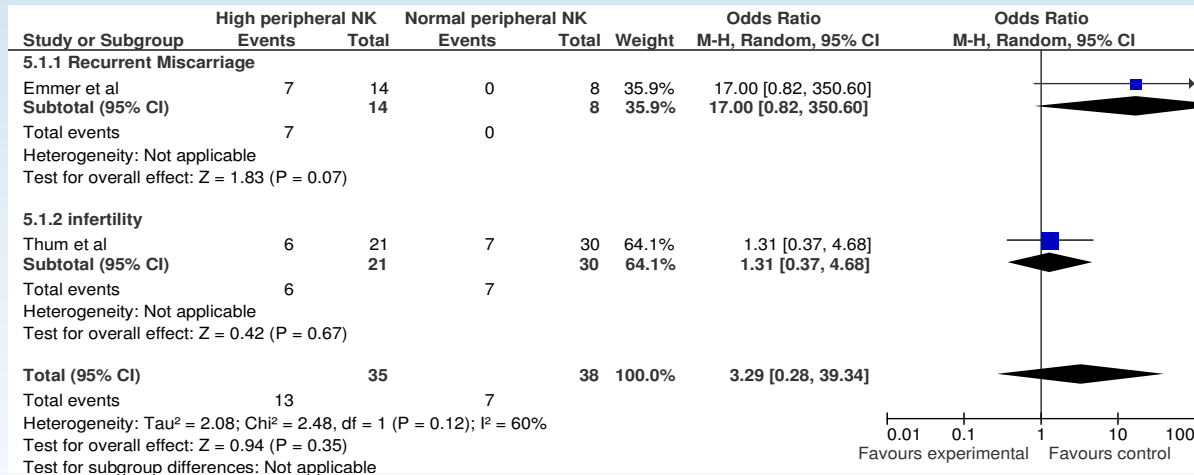 High peripheral NK Normal peripheral NK Odds Ratio Odds Ratio
Study or Subgroup Events Total Events Total Weight M-H, Random, 95% CI M-H, Random, 95% CI
5.1.1 Recurrent Miscarriage
Emmer et al 7 14 0 8 35.9% 17.00 [0.82, 350.60]
Subtotal (95% CI) 14 8 35.9% 17.00 [0.82, 350.60]
Total events 7 0
Heterogeneity: Not applicable
Test for overall effect: Z = 1.83 (P = 0.07)
5.1.2 infertility
Thum et al 6 21 7 30 64.1% 1.31 [0.37, 4.68]
Subtotal (95% CI) 21 30 64.1% 1.31 [0.37, 4.68]
Total events 6 7
Heterogeneity: Not applicable
Test for overall effect: Z = 0.42 (P = 0.67)
Total (95% CI) 35 38 100.0% 3.29 [0.28, 39.34]
Total events 13 7
Heterogeneity: Tau² = 2.08; Chi² = 2.48, df = 1 (P = 0.12); I² = 60%
Test for overall effect: Z = 0.94 (P = 0.35)
Test for subgroup differences: Not applicable
0.01 0.1 1 10 100
Favours experimental Favours control